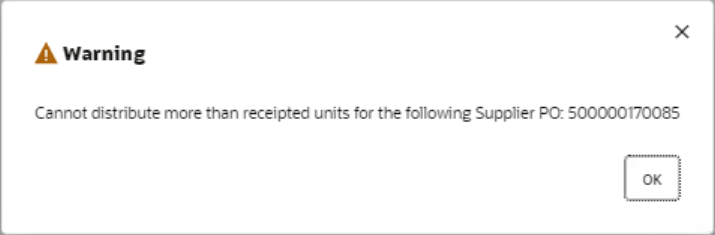 Warning
Cannot distribute more than receipted units for the following Supplier PO: 500000170085
OK